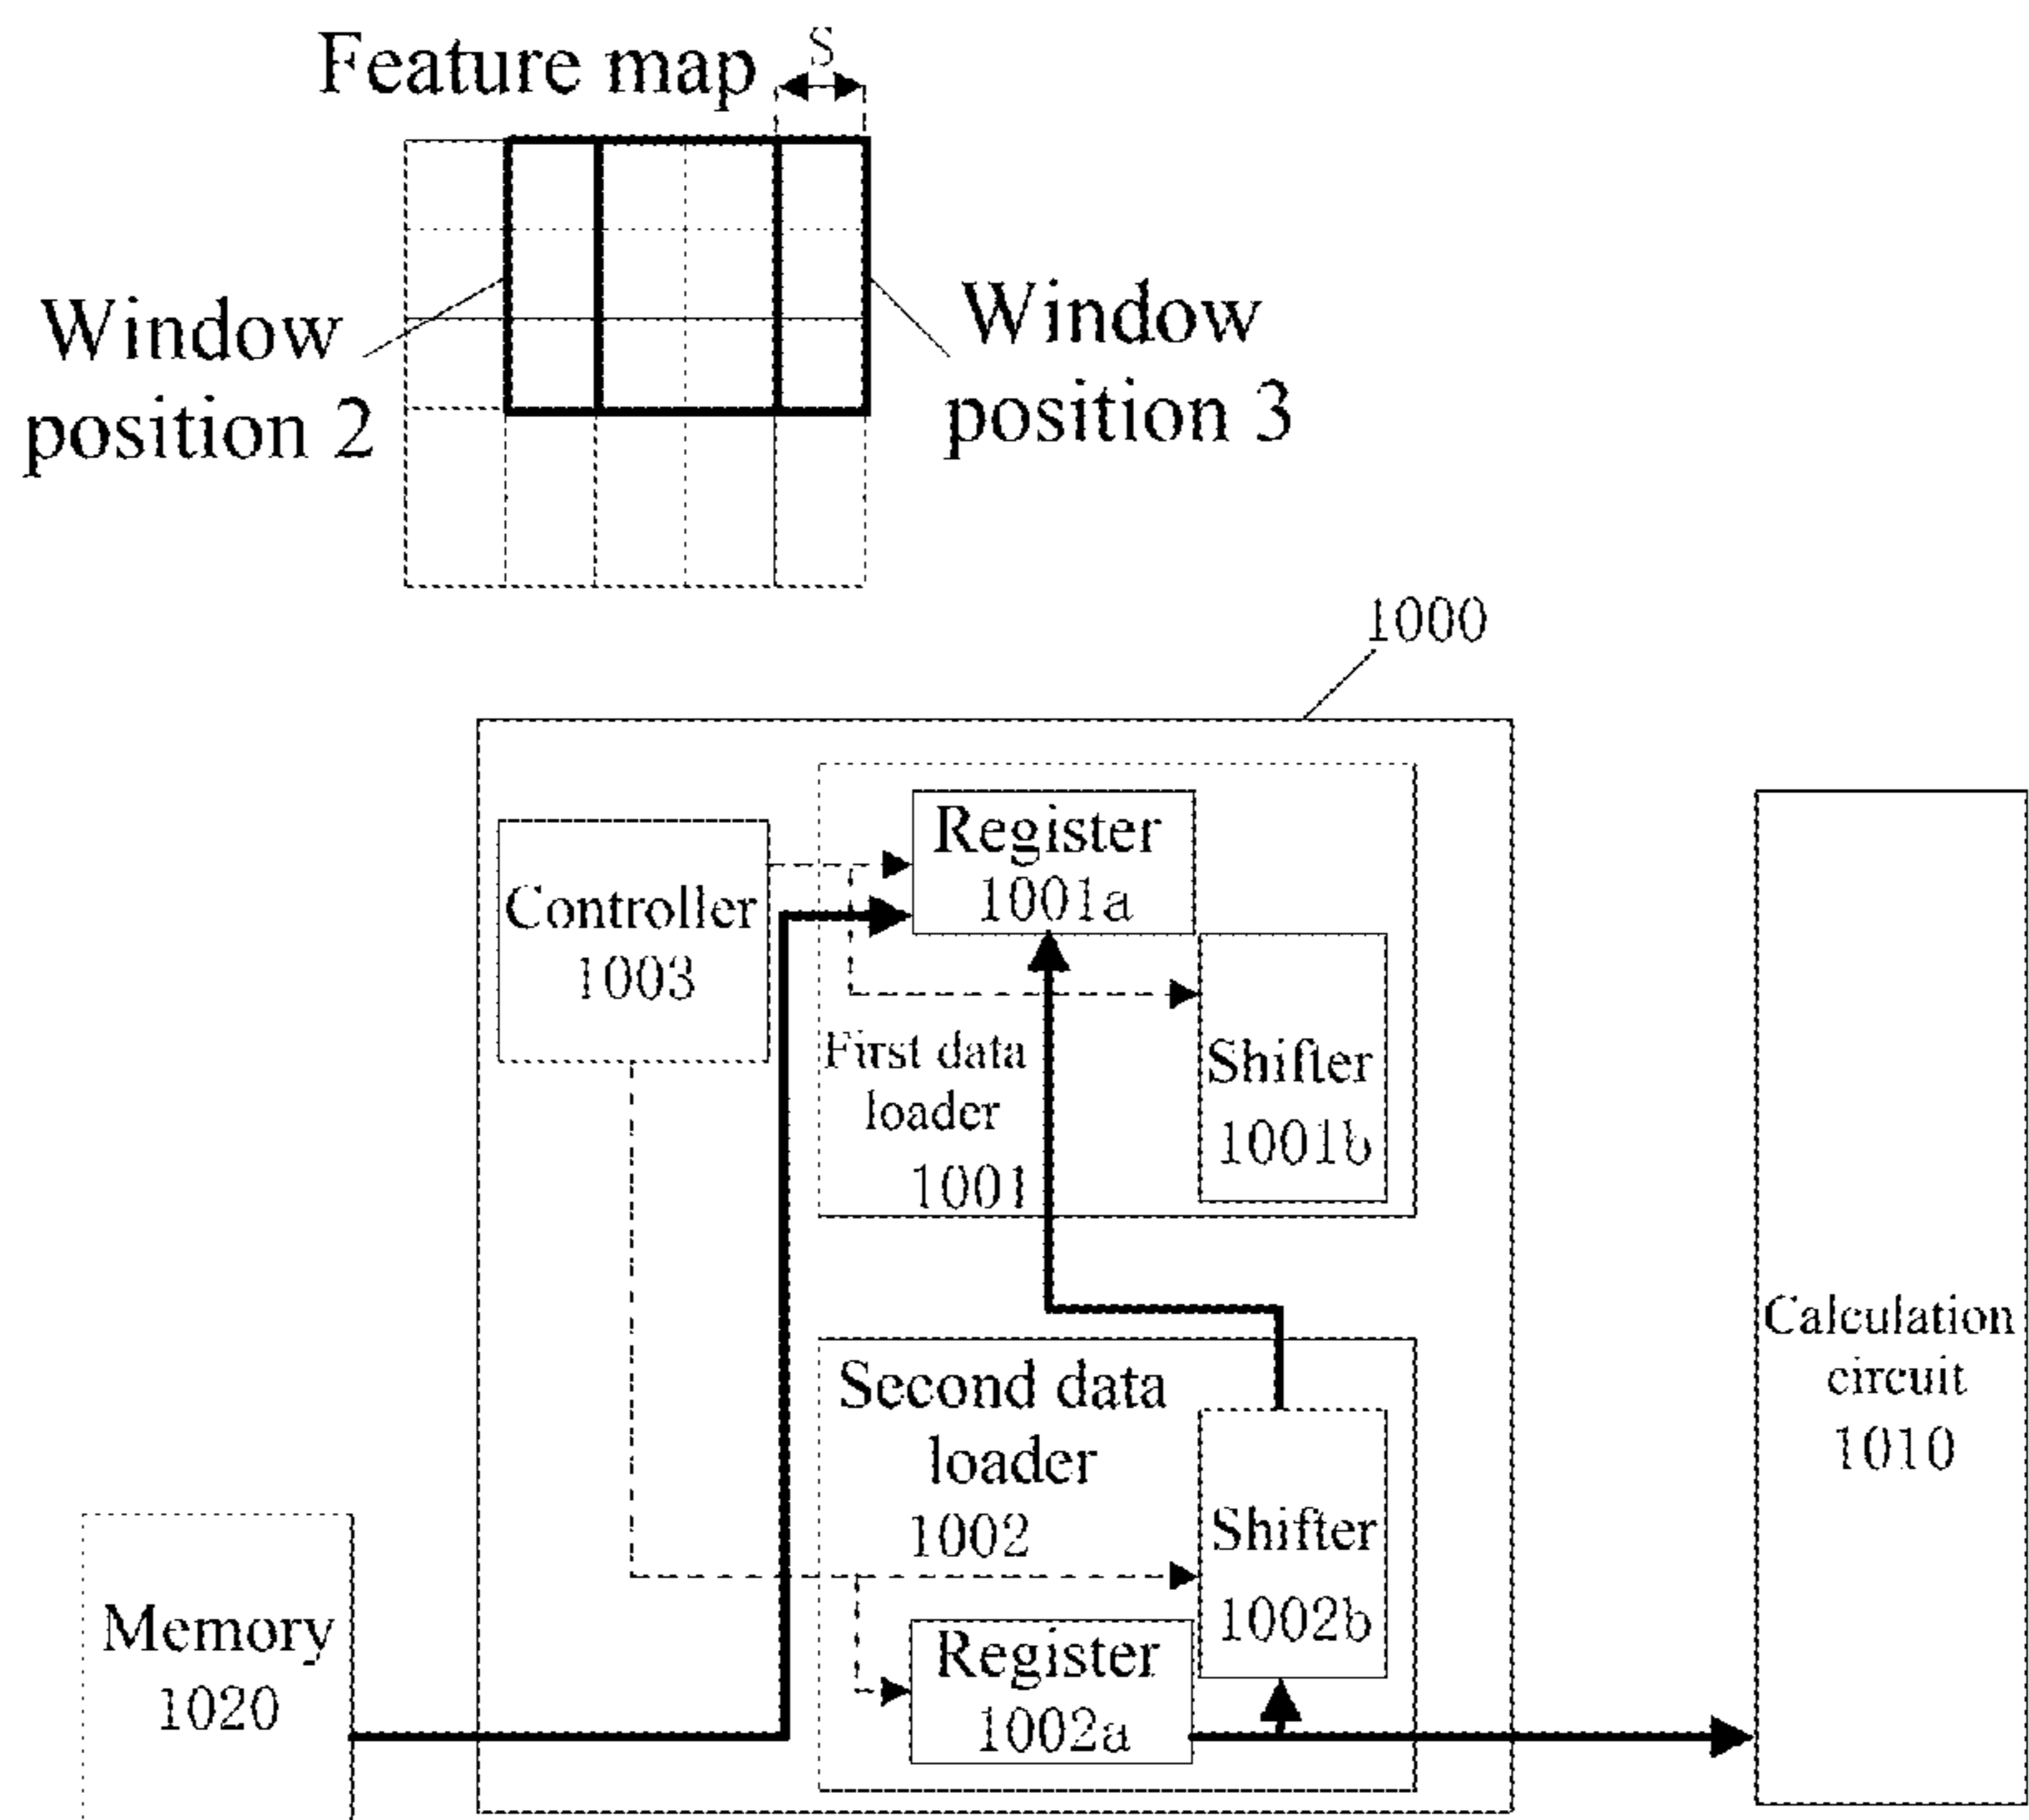 Feature map
S
Window
position 2
Window
position 3
1000
Controller
1003
Register
1001a
First data
loader
1001
Shifter
1001b
Second data
loader
1002
Shifter
1002b
Register
1002a
Memory
1020
Calculation
circuit
1010